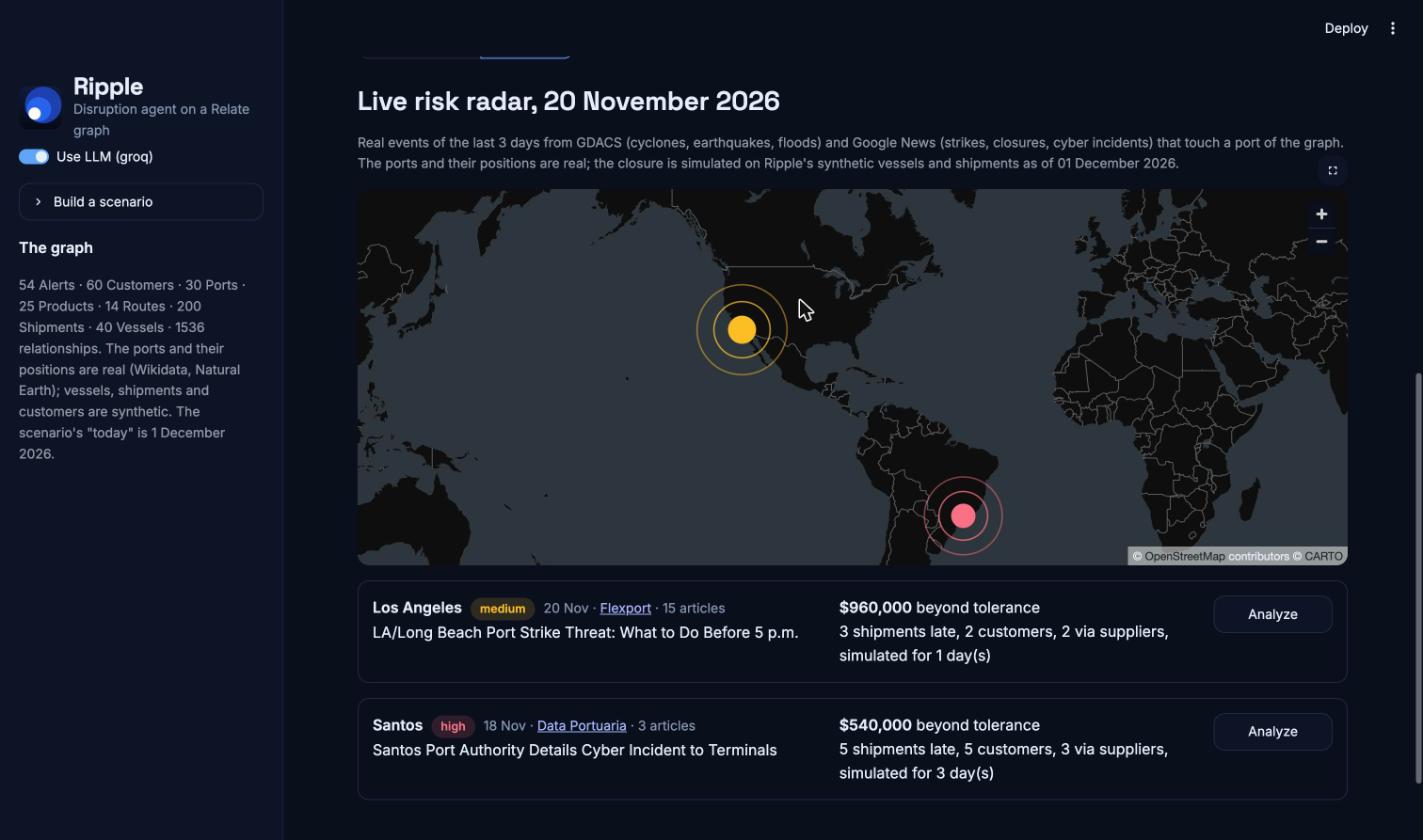 Deploy
Ripple
Disruption agent on a Relate
graph
Use LLM (groq)
Build a scenario
The graph
54 Alerts · 60 Customers · 30 Ports ·
25 Products · 14 Routes · 200
Shipments · 40 Vessels · 1536
relationships. The ports and their
positions are real (Wikidata, Natural
Earth); vessels, shipments and
customers are synthetic. The
scenario's "today" is 1 December
2026.
Live risk radar, 20 November 2026
Real events of the last 3 days from GDACS (cyclones, earthquakes, floods) and Google News (strikes, closures, cyber incidents) that touch a port of the graph.
The ports and their positions are real; the closure is simulated on Ripple's synthetic vessels and shipments as of 01 December 2026.
+
−
© OpenStreetMap contributors © CARTO
Los Angeles medium 20 Nov · Flexport · 15 articles
LA/Long Beach Port Strike Threat: What to Do Before 5 p.m.
$960,000 beyond tolerance
3 shipments late, 2 customers, 2 via suppliers,
simulated for 1 day(s)
Analyze
Santos high 18 Nov · Data Portuaria · 3 articles
Santos Port Authority Details Cyber Incident to Terminals
$540,000 beyond tolerance
5 shipments late, 5 customers, 3 via suppliers,
simulated for 3 day(s)
Analyze